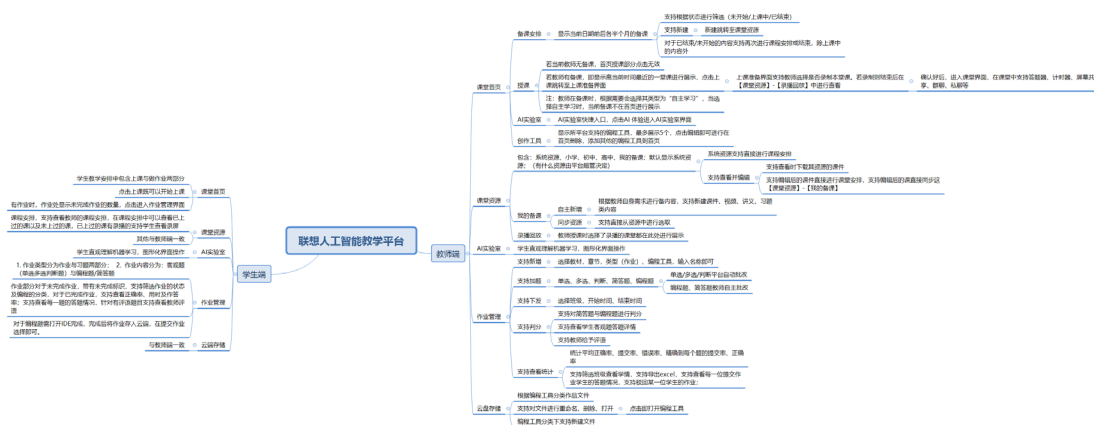 联想人工智能教学平台
学生端
课堂首页
学生教学安排中包含上课与做作业两部分
点击上课既可以开始上课
有作业时，作业处显示未完成作业的数量，点击进入作业管理界面
课堂资源
课程安排，支持查看教师的课程安排，在课程安排中可以查看已上
过的课以及未上过的课，已上过的课有录播的支持学生查看录屏
其他与教师端一致
AI实验室
学生直观理解机器学习，图形化界面操作
作业管理
1. 作业类型分为作业与习题两部分； 2、作业内容分为：客观题
（单选多选判断题）与编程题/简答题
作业部分对于未完成作业，带有未完成标识，支持筛选作业的状态
及编程的分类，对于已完成作业，支持查看正确率、用时及作答
率；支持查看每一题的答题情况，针对有评语题目支持查看教师评
语
对于编程题需打开IDE完成，完成后将作业存入云端，在提交作业
选择即可。
云端存储
与教师端一致
教师端
课堂首页
备课安排
显示当前日期前后各半个月的备课
支持根据状态进行筛选（未开始/上课中/已结束）
支持新建
新建跳转至课堂资源
对于已结束/未开始的内容支持再次进行课程安排或结束，除上课中
的内容外
授课
若当前教师无备课，首页授课部分点击无效
若教师有备课，即显示离当前时间最近的一堂课进行展示，点击上
课跳转至上课准备界面
上课准备界面支持教师选择是否录制本堂课。若录制则结束后在
【课堂资源】-【录播回放】中进行查看
确认好后，进入课堂界面，在课堂中支持答题器、计时器、屏幕共
享、群聊、私聊等
注：教师在备课时，根据需要会选择其类型为“自主学习”，当选
择自主学习时，当前备课不在首页进行展示
AI实验室
AI实验室快捷入口，点击AI 体验进入AI实验室界面
创作工具
显示所平台支持的编程工具，最多展示5个，点击编辑即可进行在
首页删除、添加其他的编程工具到首页
课堂资源
包含：系统资源、小学、初中、高中、我的备课；默认显示系统资
源；（有什么资源由平台超管决定）
系统资源支持直接进行课程安排
支持查看并编辑
支持查看时下载其资源的课件
支持编辑后的课件直接进行课堂安排，支持编辑后的课直接同步这
【课堂资源】-【我的备课】
我的备课
自主新增
根据教师自身需求进行备内容，支持新建课件、视频、讲义、习题
类内容
同步资源
支持直接从资源中进行选取
录播回放
教师授课时选择了录播的课堂都在此处进行展示
AI实验室
学生直观理解机器学习，图形化界面操作
作业管理
支持新增
选择教材、章节、类型（作业）、编程工具，输入名称即可
支持加题
单选、多选、判断、简答题、编程题
单选/多选/判断平台自动批改
编程题、简答题教师自主批改
支持下发
选择班级、开始时间、结束时间
支持判分
支持对简答题与编程题进行判分
支持查看学生客观题答题详情
支持教师给予评语
支持查看统计
统计平均正确率、提交率、错误率，精确到每个题的提交率、正确
率
支持筛选班级查看学情，支持导出excel，支持查看每一位提交作
业学生的答题情况，支持驳回某一位学生的作业；
云盘存储
根据编程工具分类作品文件
支持对文件进行重命名、删除、打开
点击即打开编程工具
编程工具分类下支持新建文件